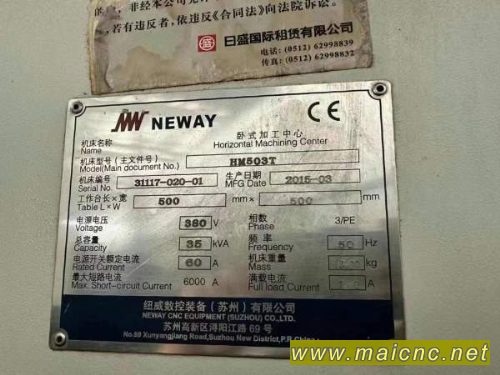 ，非经本公司
若有违反者，依违反《合同法》向法院诉讼。
日盛国际租赁有限公司
电话：（0512）62998839
传真：（0512）62998832
NEWAY CE
机床名称 卧式加工中心
Name Horizontal Machining Center
机床型号（主文件号） HM503T
Model(Main document No.)
机床编号 31117-020-01 生产日期 2015-03
Serial No. MFG Date
工作台长×宽 500 mm× 500 mm
Table L×W
电源电压 380 V 相数 3/PE
Voltage Phase
总容量 35 kVA 频率 50 Hz
Capacity Frequency
电源开关额定电流 60 A 机床重量 kg
Rated Current Mass
最大短路电流 6000 A 满载电流 A
Max. Short-circuit Current Full load Current
纽威数控装备（苏州）有限公司
NEWAY CNC EQUIPMENT (SUZHOU) CO., LTD.
苏州高新区浔阳江路 69 号
No.69 Xunyangjiang Road,Suzhou New District,P.R.China
www.maicnc.net